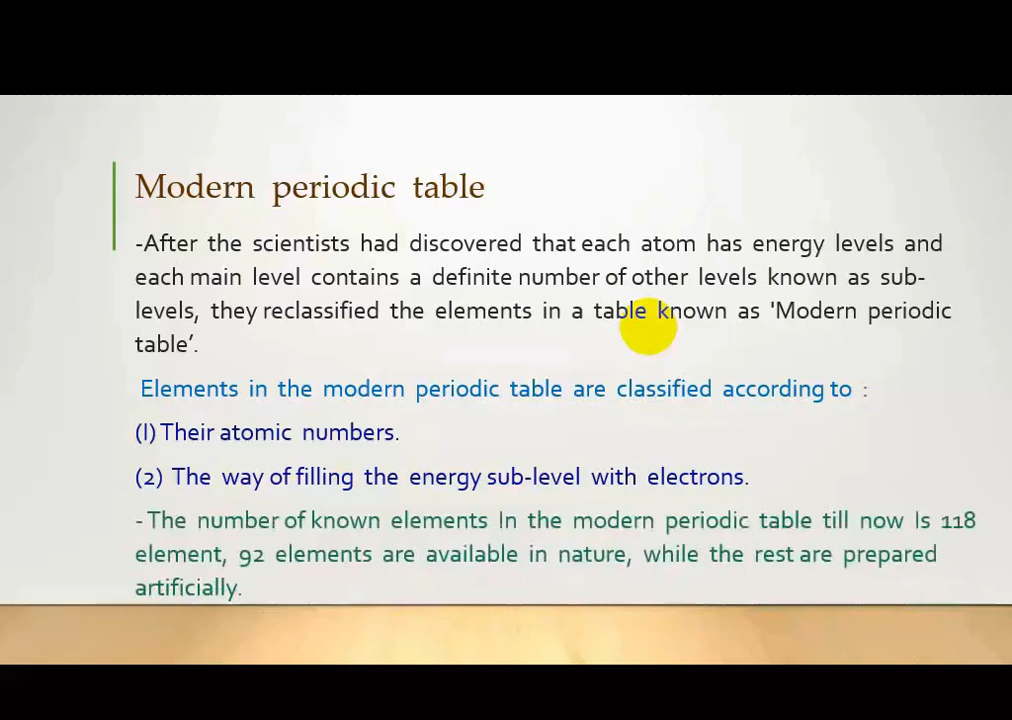 Modern periodic table
-After the scientists had discovered that each atom has energy levels and
each main level contains a definite number of other levels known as sub-
levels, they reclassified the elements in a table known as 'Modern periodic
table’.
Elements in the modern periodic table are classified according to :
(l) Their atomic numbers.
(2) The way of filling the energy sub-level with electrons.
- The number of known elements In the modern periodic table till now Is 118
element, 92 elements are available in nature, while the rest are prepared
artificially.